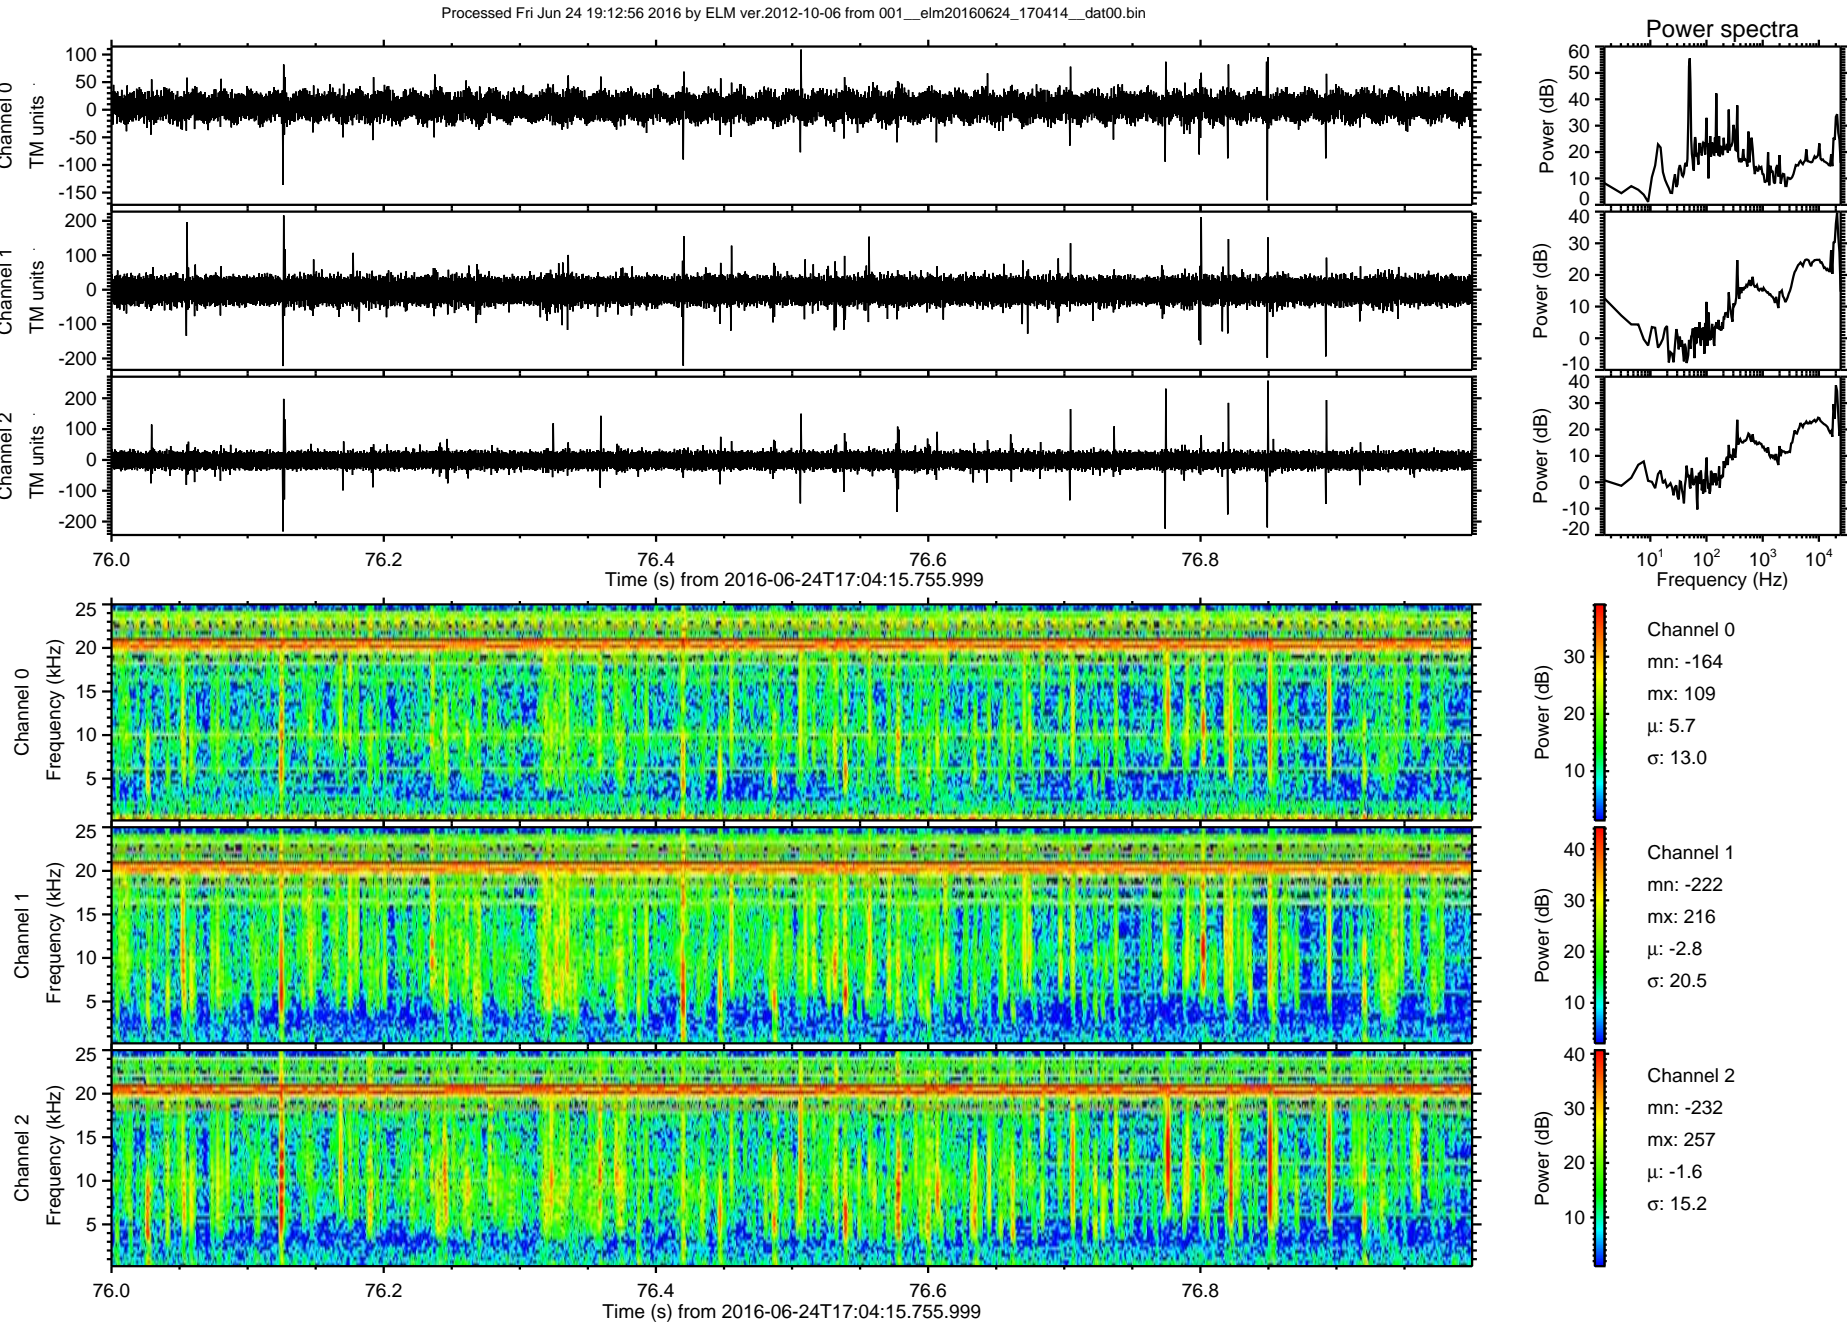 Processed Fri Jun 24 19:12:56 2016 by ELM ver.2012-10-06 from 001__elm20160624_170414__dat00.bin
Power spectra
Channel 0
TM units
100
50
0
-50
-100
-150
Power (dB)
60
50
40
30
20
10
0
Channel 1
TM units
200
100
0
-100
-200
Power (dB)
40
30
20
10
0
-10
Channel 2
TM units
200
100
0
-100
-200
Power (dB)
40
30
20
10
0
-10
-20
76.0 76.2 76.4 76.6 76.8
Time (s) from 2016-06-24T17:04:15.755.999
10¹ 10² 10³ 10⁴
Frequency (Hz)
Channel 0
Frequency (kHz)
25
20
15
10
5
Power (dB)
30
20
10
Channel 0
mn: -164
mx: 109
μ: 5.7
σ: 13.0
Channel 1
Frequency (kHz)
25
20
15
10
5
Power (dB)
40
30
20
10
Channel 1
mn: -222
mx: 216
μ: -2.8
σ: 20.5
Channel 2
Frequency (kHz)
25
20
15
10
5
Power (dB)
40
30
20
10
Channel 2
mn: -232
mx: 257
μ: -1.6
σ: 15.2
76.0 76.2 76.4 76.6 76.8
Time (s) from 2016-06-24T17:04:15.755.999